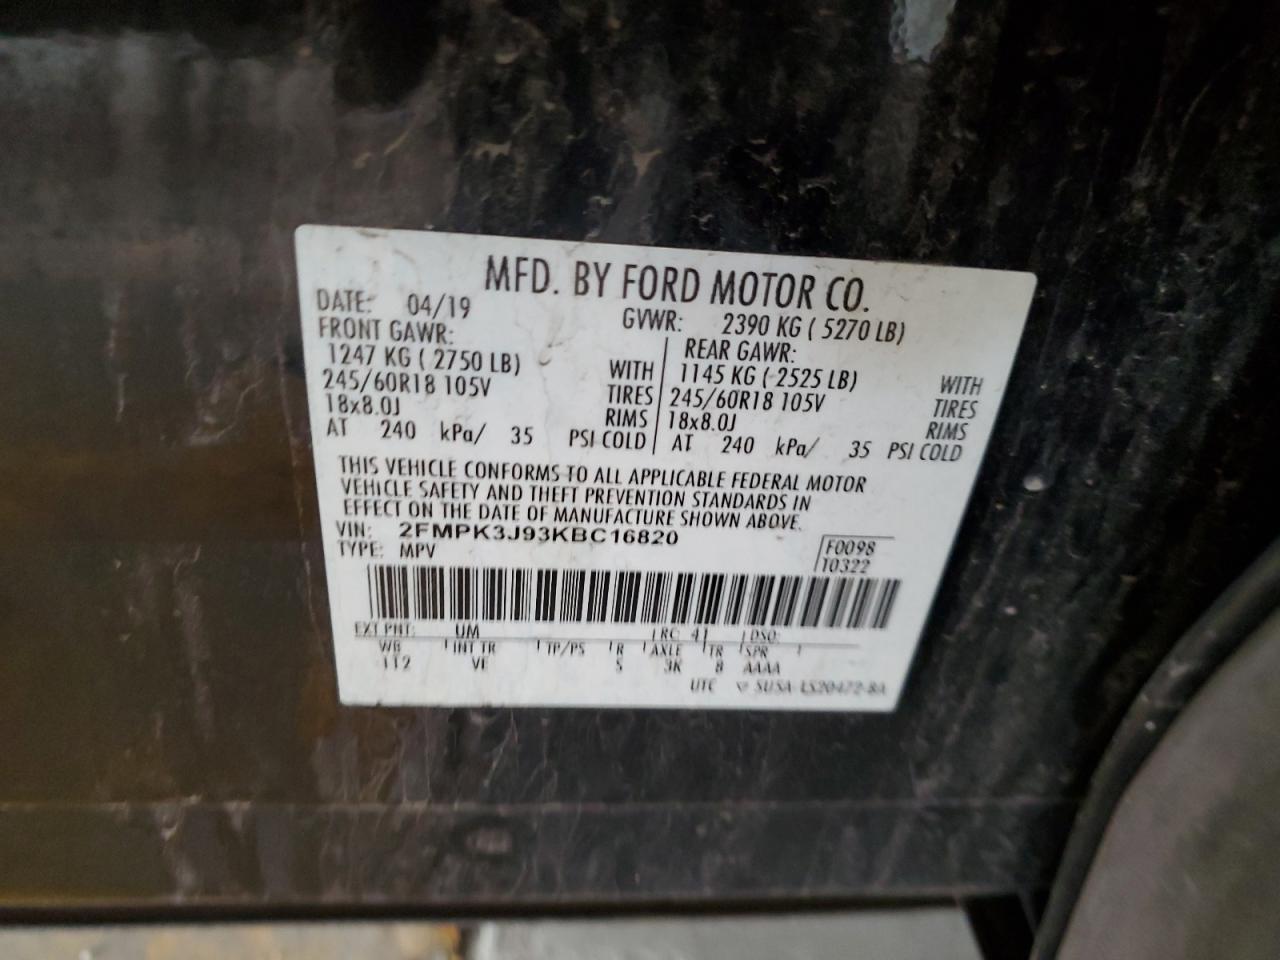 MFD. BY FORD MOTOR CO.
DATE: 04/19 GVWR: 2390 KG ( 5270 LB)
FRONT GAWR: REAR GAWR:
1247 KG ( 2750 LB) WITH 1145 KG ( 2525 LB) WITH
245/60R18 105V TIRES 245/60R18 105V TIRES
18x8.0J RIMS 18x8.0J RIMS
AT 240 kPa/ 35 PSI COLD AT 240 kPa/ 35 PSI COLD
THIS VEHICLE CONFORMS TO ALL APPLICABLE FEDERAL MOTOR
VEHICLE SAFETY AND THEFT PREVENTION STANDARDS IN
EFFECT ON THE DATE OF MANUFACTURE SHOWN ABOVE.
VIN: 2FMPK3J93KBC16820 F0098
TYPE: MPV T0322
EXT PNT: UM RC: 41 DSO:
WB INT TR TP/PS R AXLE TR SPR
112 VE S 3K 8 AAAA
UTC